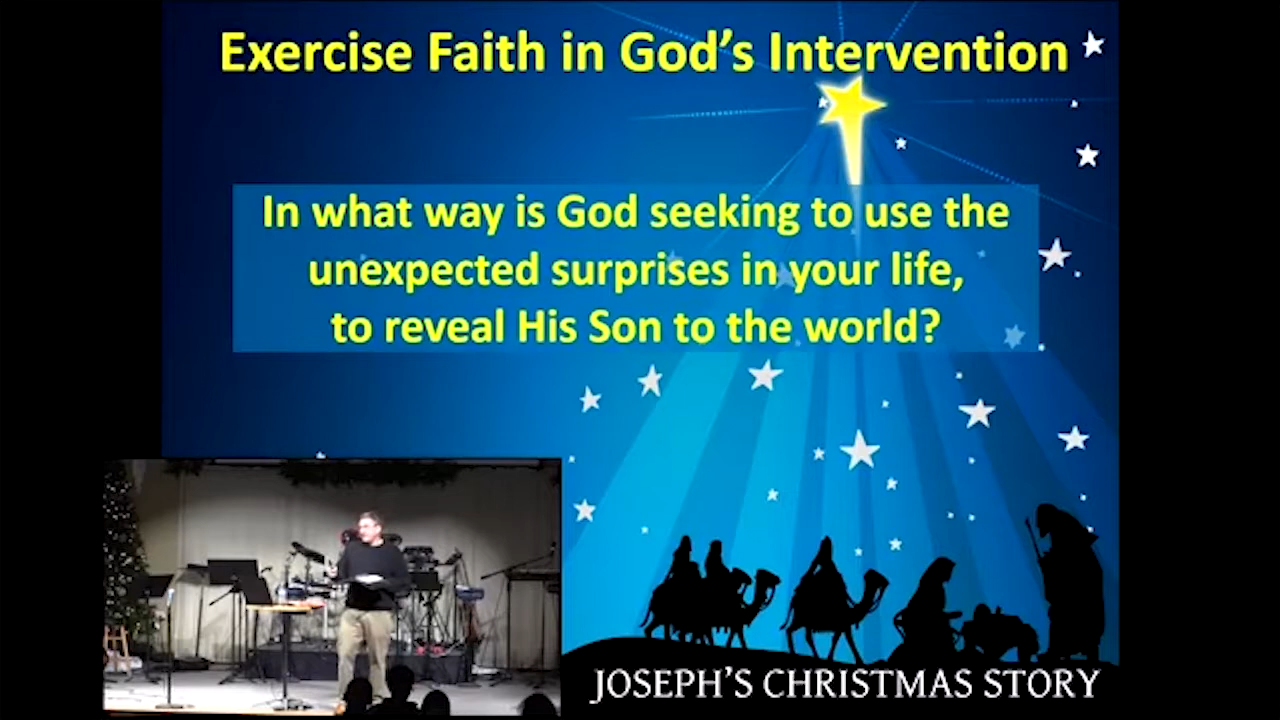 Exercise Faith in God's Intervention
In what way is God seeking to use the
unexpected surprises in your life,
to reveal His Son to the world?
JOSEPH'S CHRISTMAS STORY